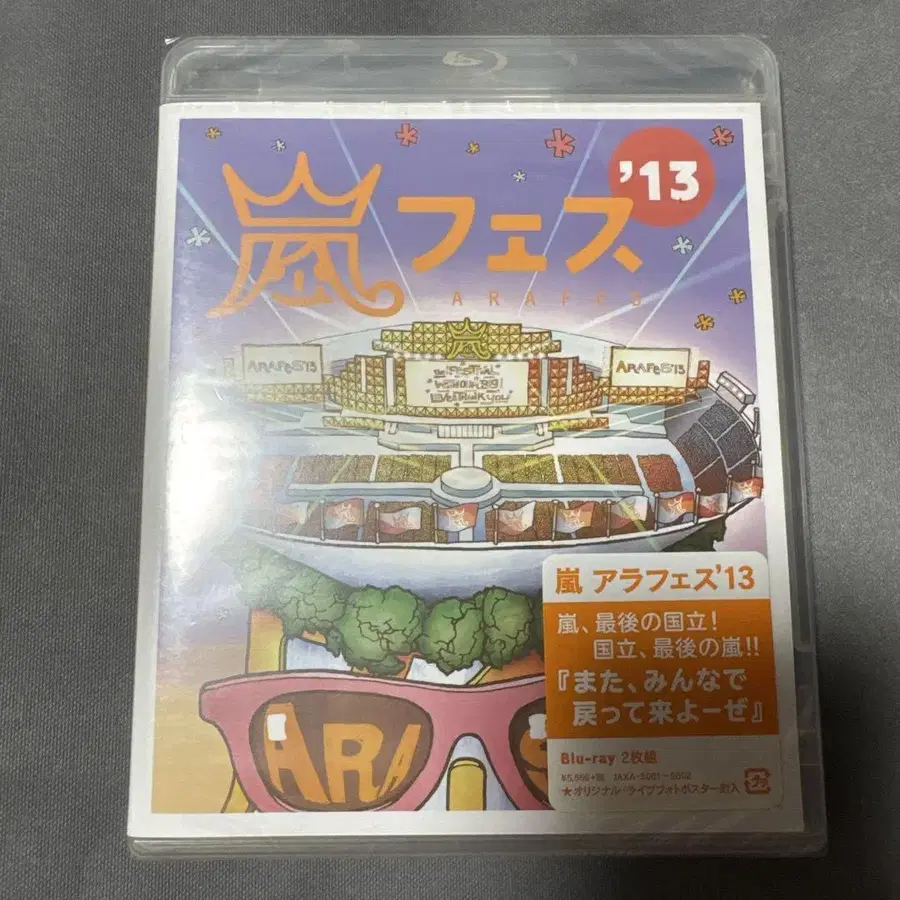 '13
嵐フェス
ARAFES
ARAFES'13
ARAFES'13
嵐 アラフェス'13
嵐、最後の国立!
国立、最後の嵐!!
『また、みんなで
戻って来よーぜ』
ARA S
Blu-ray 2枚組
★オリジナル・ライブフォトポスター封入